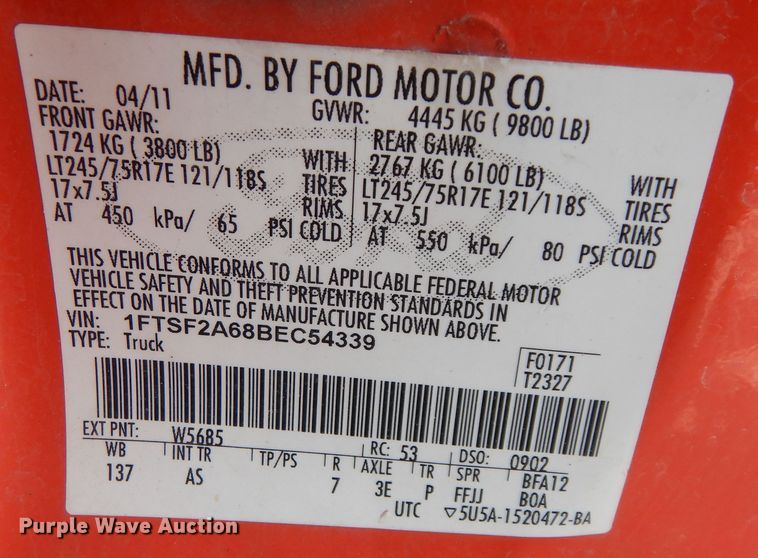 MFD. BY FORD MOTOR CO.
DATE: 04/11 GVWR: 4445 KG ( 9800 LB)
FRONT GAWR: REAR GAWR:
1724 KG ( 3800 LB) WITH 2767 KG ( 6100 LB) WITH
LT245/75R17E 121/118S TIRES LT245/75R17E 121/118S TIRES
17x7.5J RIMS 17x7.5J RIMS
AT 450 kPa/ 65 PSI COLD AT 550 kPa/ 80 PSI COLD
Ford
THIS VEHICLE CONFORMS TO ALL APPLICABLE FEDERAL MOTOR
VEHICLE SAFETY AND THEFT PREVENTION STANDARDS IN
EFFECT ON THE DATE OF MANUFACTURE SHOWN ABOVE.
VIN: 1FTSF2A68BEC54339
TYPE: Truck
F0171
T2327
EXT PNT: W5685 RC: 53 DSO: 0902
WB INT TR TP/PS R AXLE TR SPR BFA12
137 AS 7 3E P FFJJ B0A
UTC ▽5U5A-1520472-BA
Purple Wave Auction